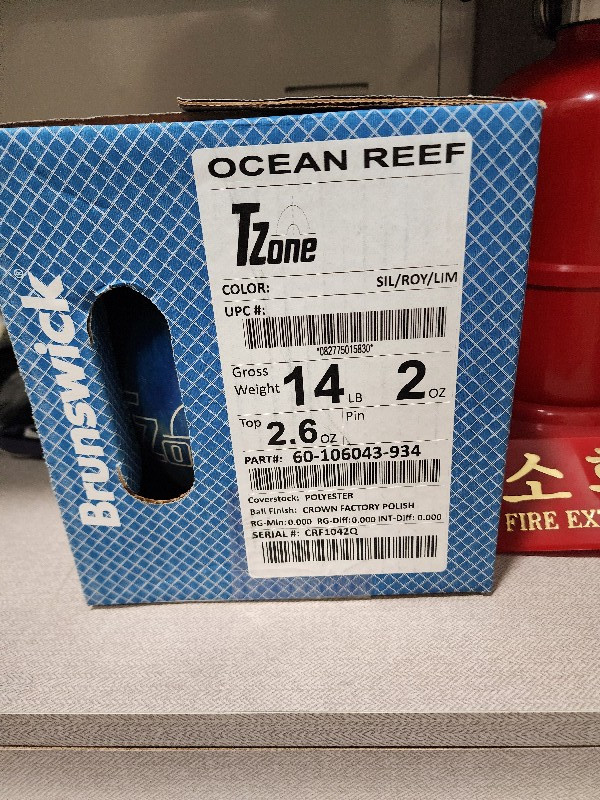 OCEAN REEF
TZone
COLOR: SIL/ROY/LIM
UPC #:
*082775015830*
Gross Weight 14 LB 2 OZ
Top 2.6 OZ Pin
PART#: 60-106043-934
Coverstock: POLYESTER
Ball Finish: CROWN FACTORY POLISH
RG-Min: 0.000 RG-Diff: 0.000 INT-Diff: 0.000
SERIAL #: CRF1042Q
Brunswick®
소
FIRE EXT